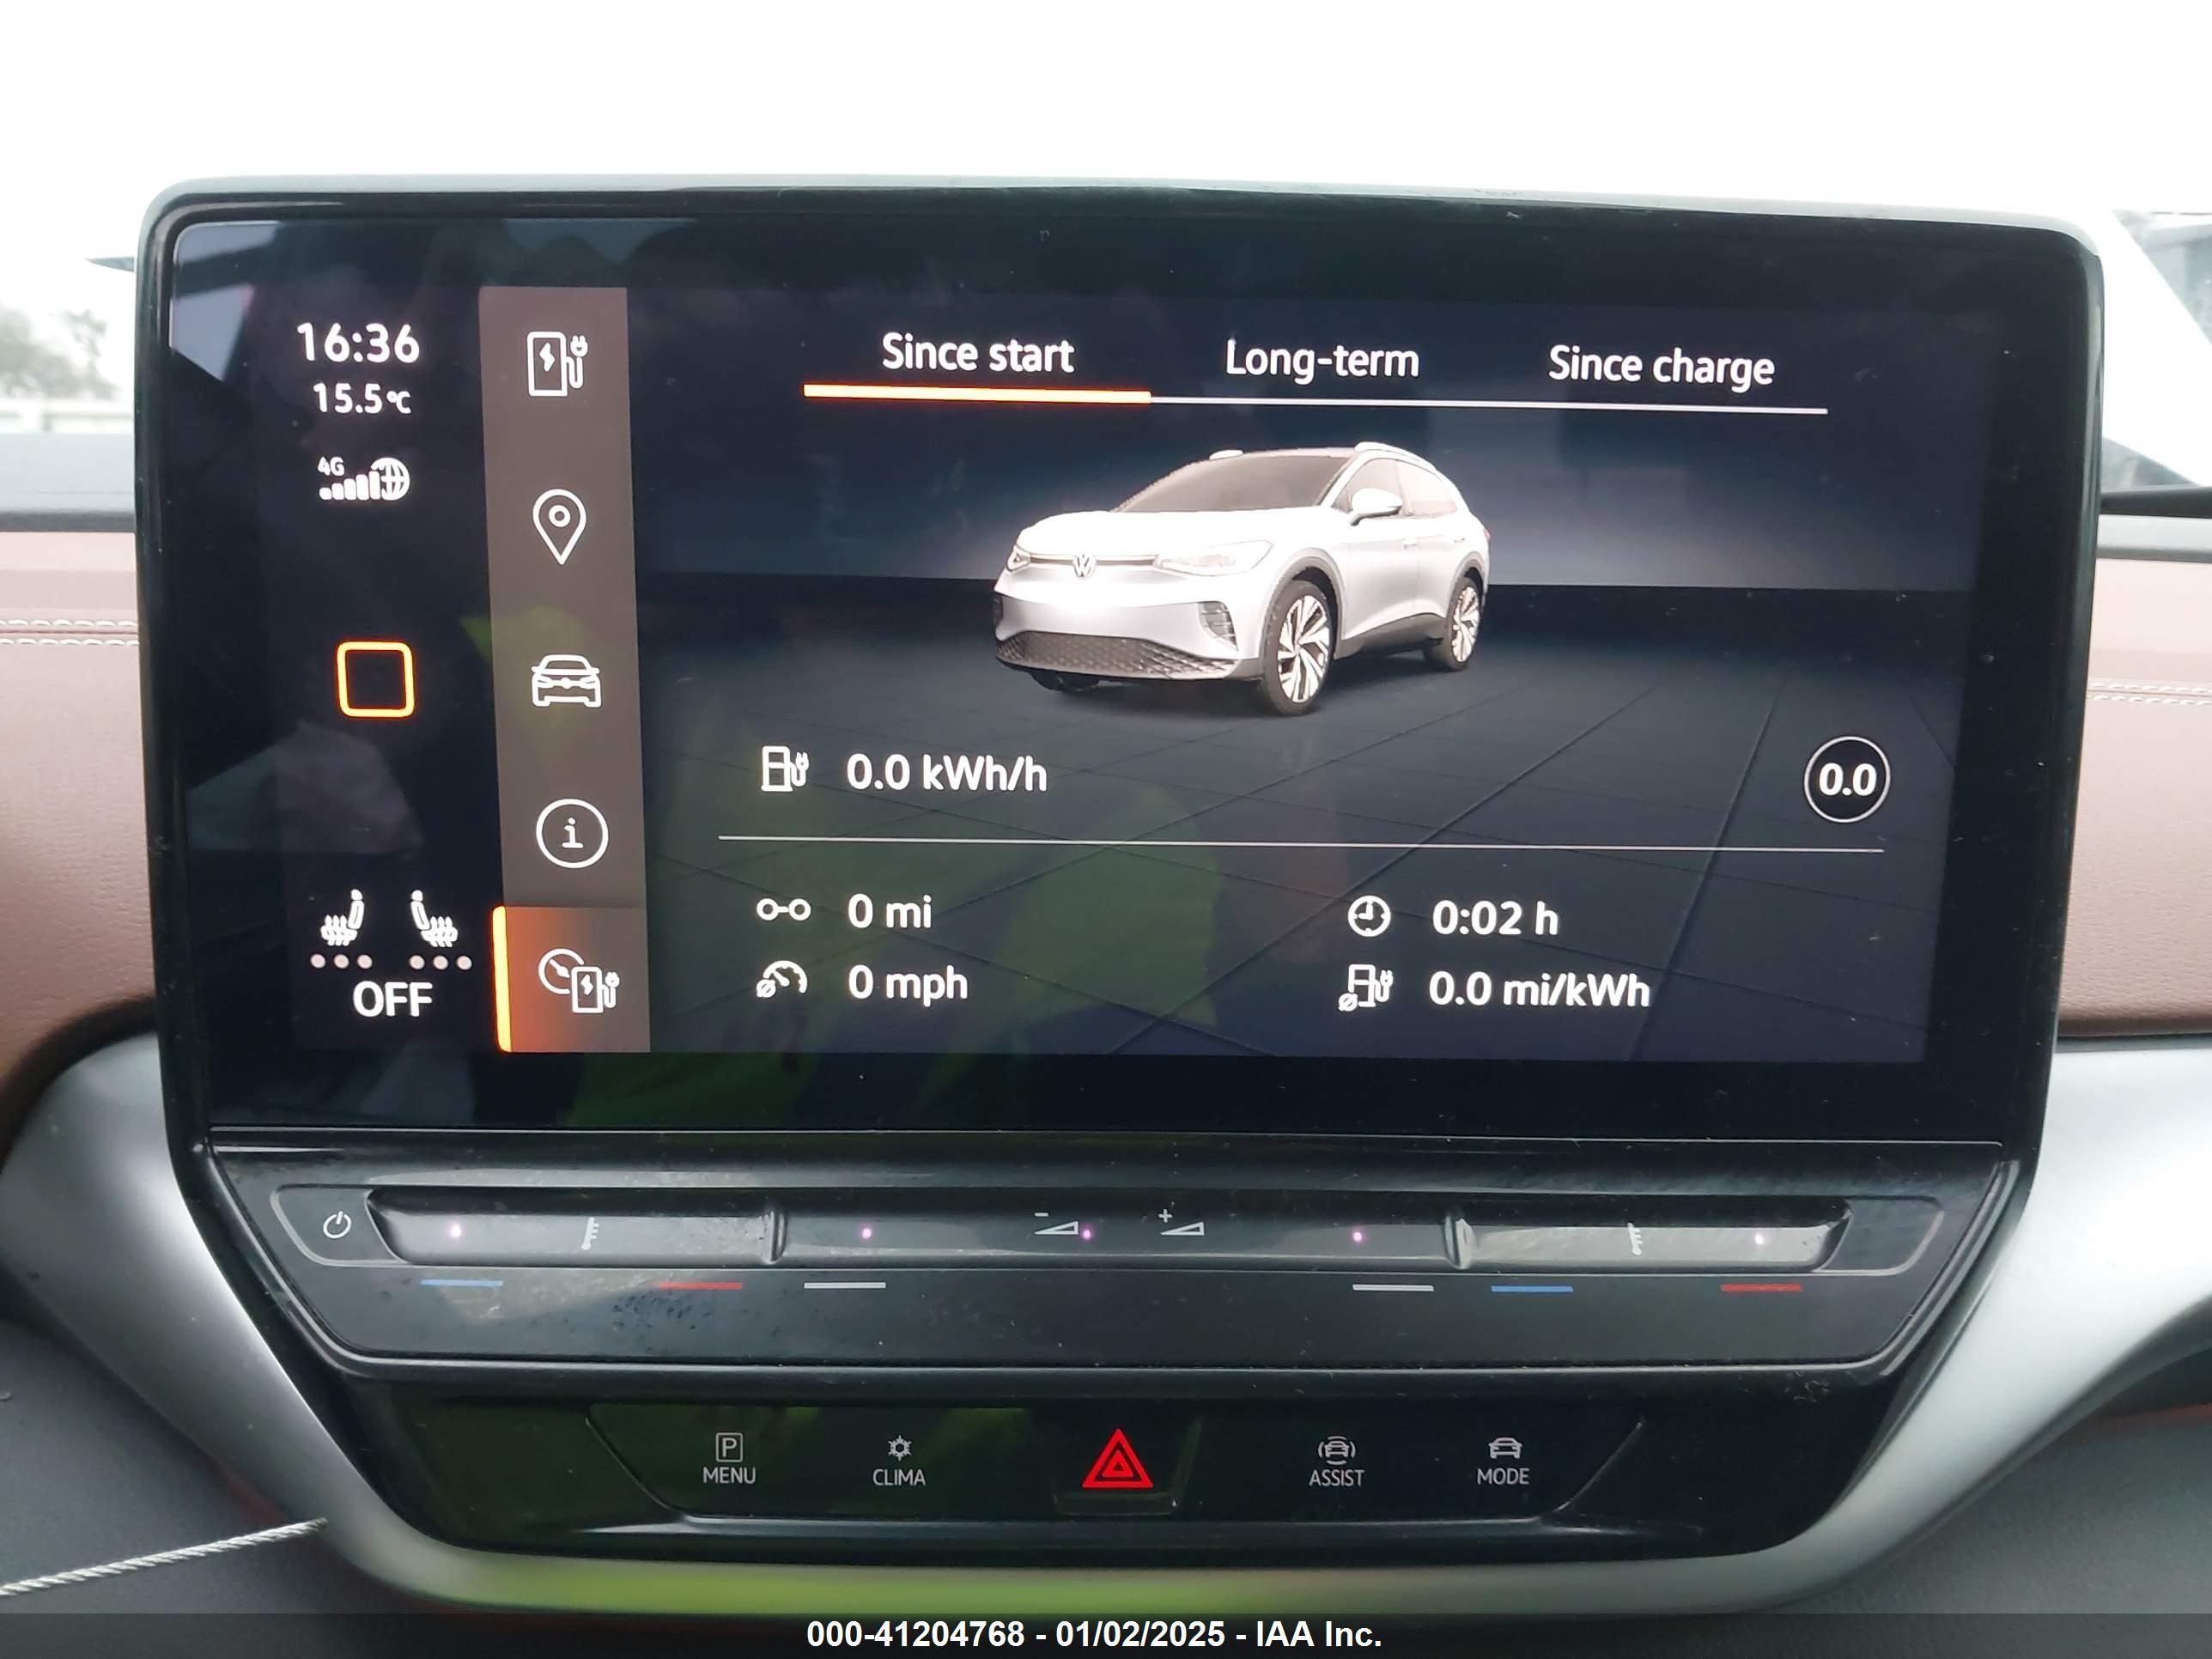 16:36
15.5°C
4G
OFF
Since start
Long-term
Since charge
0.0 kWh/h
0.0
0 mi
0:02 h
0 mph
0.0 mi/kWh
P
MENU
CLIMA
ASSIST
MODE
000-41204768 - 01/02/2025 - IAA Inc.